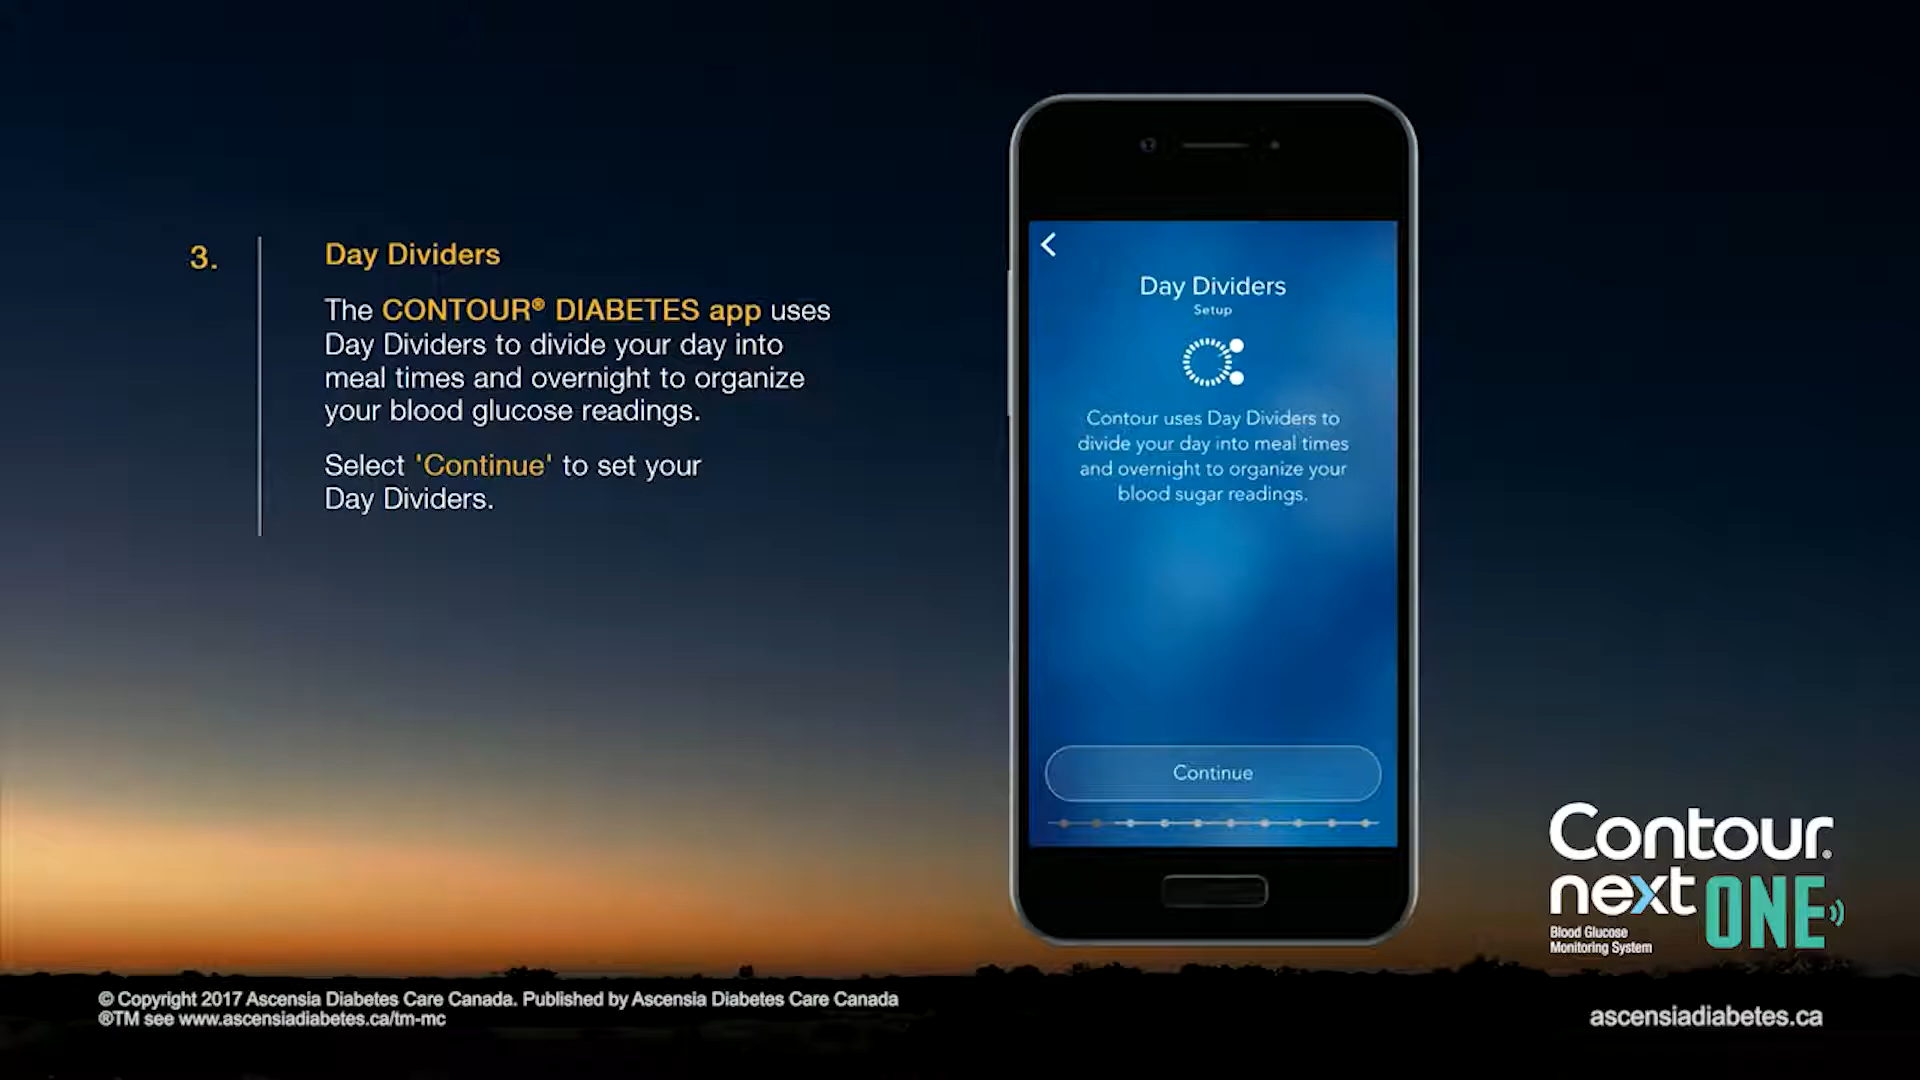 3.
Day Dividers
The CONTOUR® DIABETES app uses
Day Dividers to divide your day into
meal times and overnight to organize
your blood glucose readings.
Select 'Continue' to set your
Day Dividers.
Day Dividers
Setup
Contour uses Day Dividers to
divide your day into meal times
and overnight to organize your
blood sugar readings.
Continue
Contour®
next ONE
Blood Glucose
Monitoring System
© Copyright 2017 Ascensia Diabetes Care Canada. Published by Ascensia Diabetes Care Canada
®TM see www.ascensiadiabetes.ca/tm-mc
ascensiadiabetes.ca